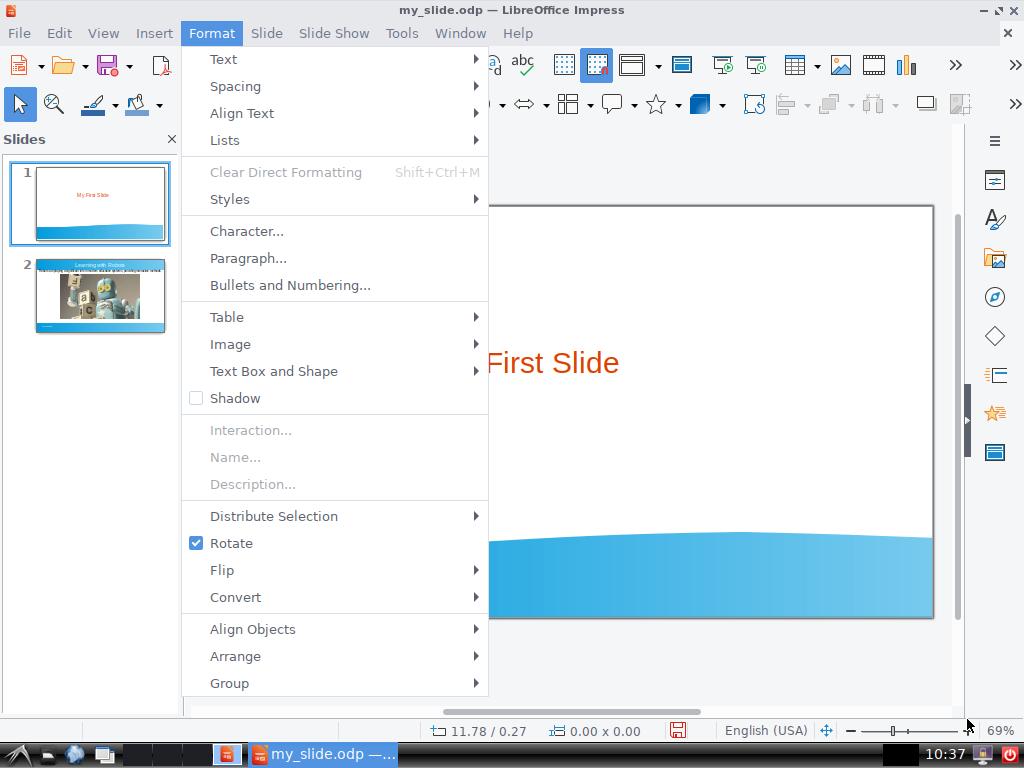 my_slide.odp — LibreOffice Impress
File Edit View Insert Format Slide Slide Show Tools Window Help
Text
abc
Spacing
Align Text
Slides
Lists
1
My First Slide
Clear Direct Formatting Shift+Ctrl+M
Styles
Character...
Paragraph...
2
Learning with Robots
Bullets and Numbering...
Table
Image
Text Box and Shape
First Slide
Shadow
Interaction...
Name...
Description...
Distribute Selection
Rotate
Flip
Convert
Align Objects
Arrange
Group
11.78 / 0.27 0.00 x 0.00 English (USA) 69%
my_slide.odp —... 10:37